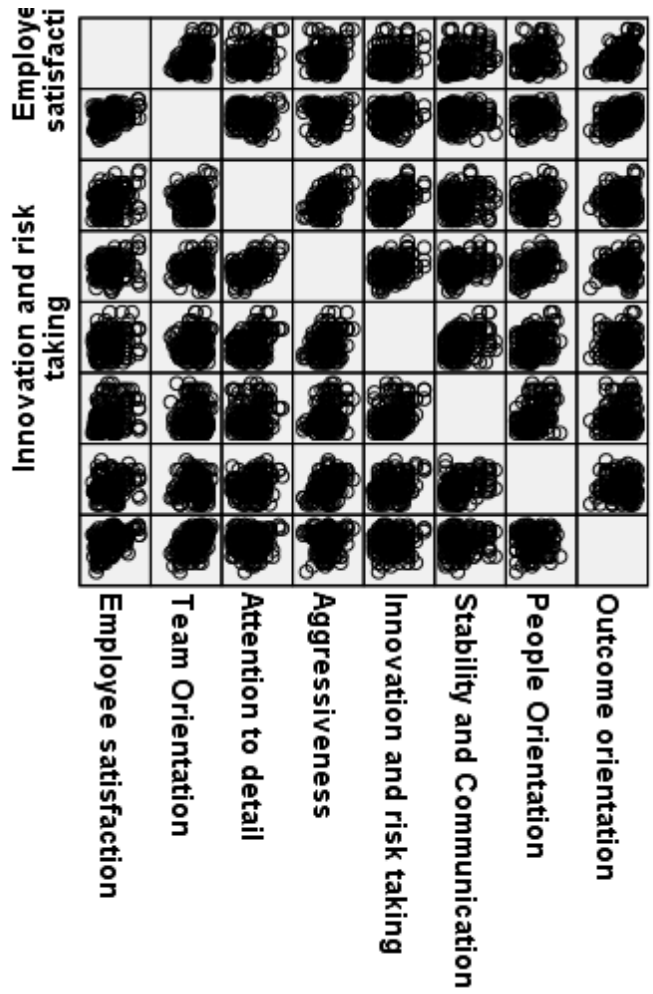 Employe
satisfacti
Innovation and risk
taking
Employee satisfaction
Team Orientation
Attention to detail
Aggressiveness
Innovation and risk taking
Stability and Communication
People Orientation
Outcome orientation